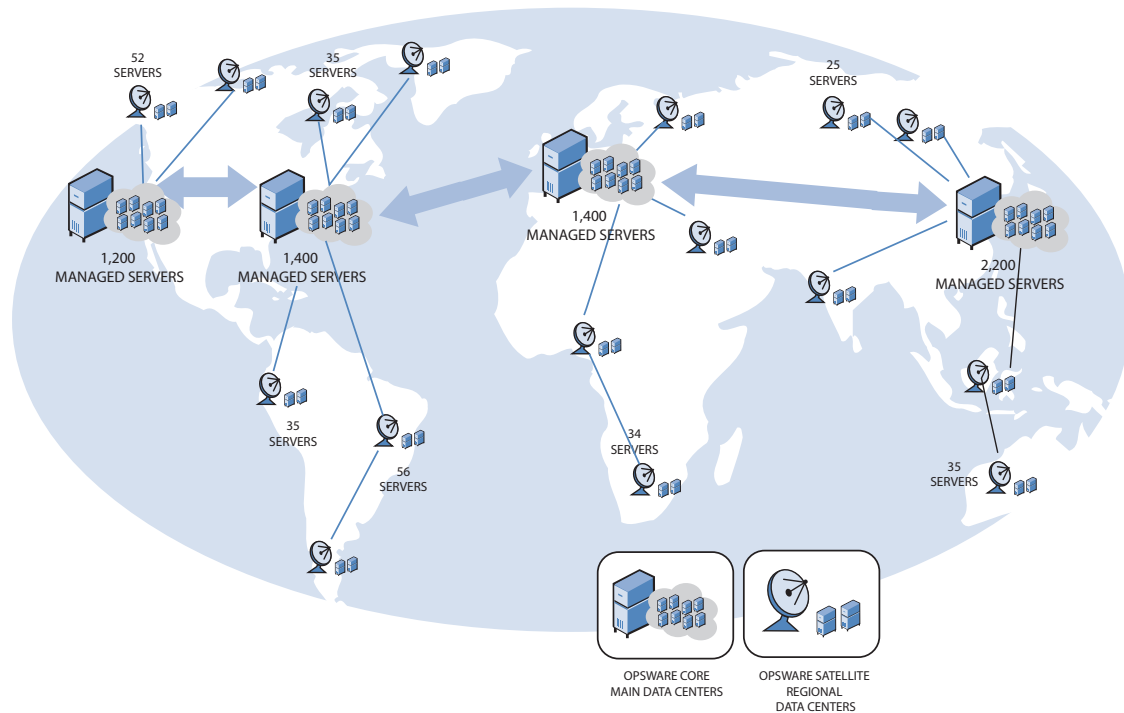 52
SERVERS
35
SERVERS
25
SERVERS
1,200
MANAGED SERVERS
1,400
MANAGED SERVERS
1,400
MANAGED SERVERS
2,200
MANAGED SERVERS
35
SERVERS
56
SERVERS
34
SERVERS
35
SERVERS
OPSWARE CORE
MAIN DATA CENTERS
OPSWARE SATELLITE
REGIONAL
DATA CENTERS